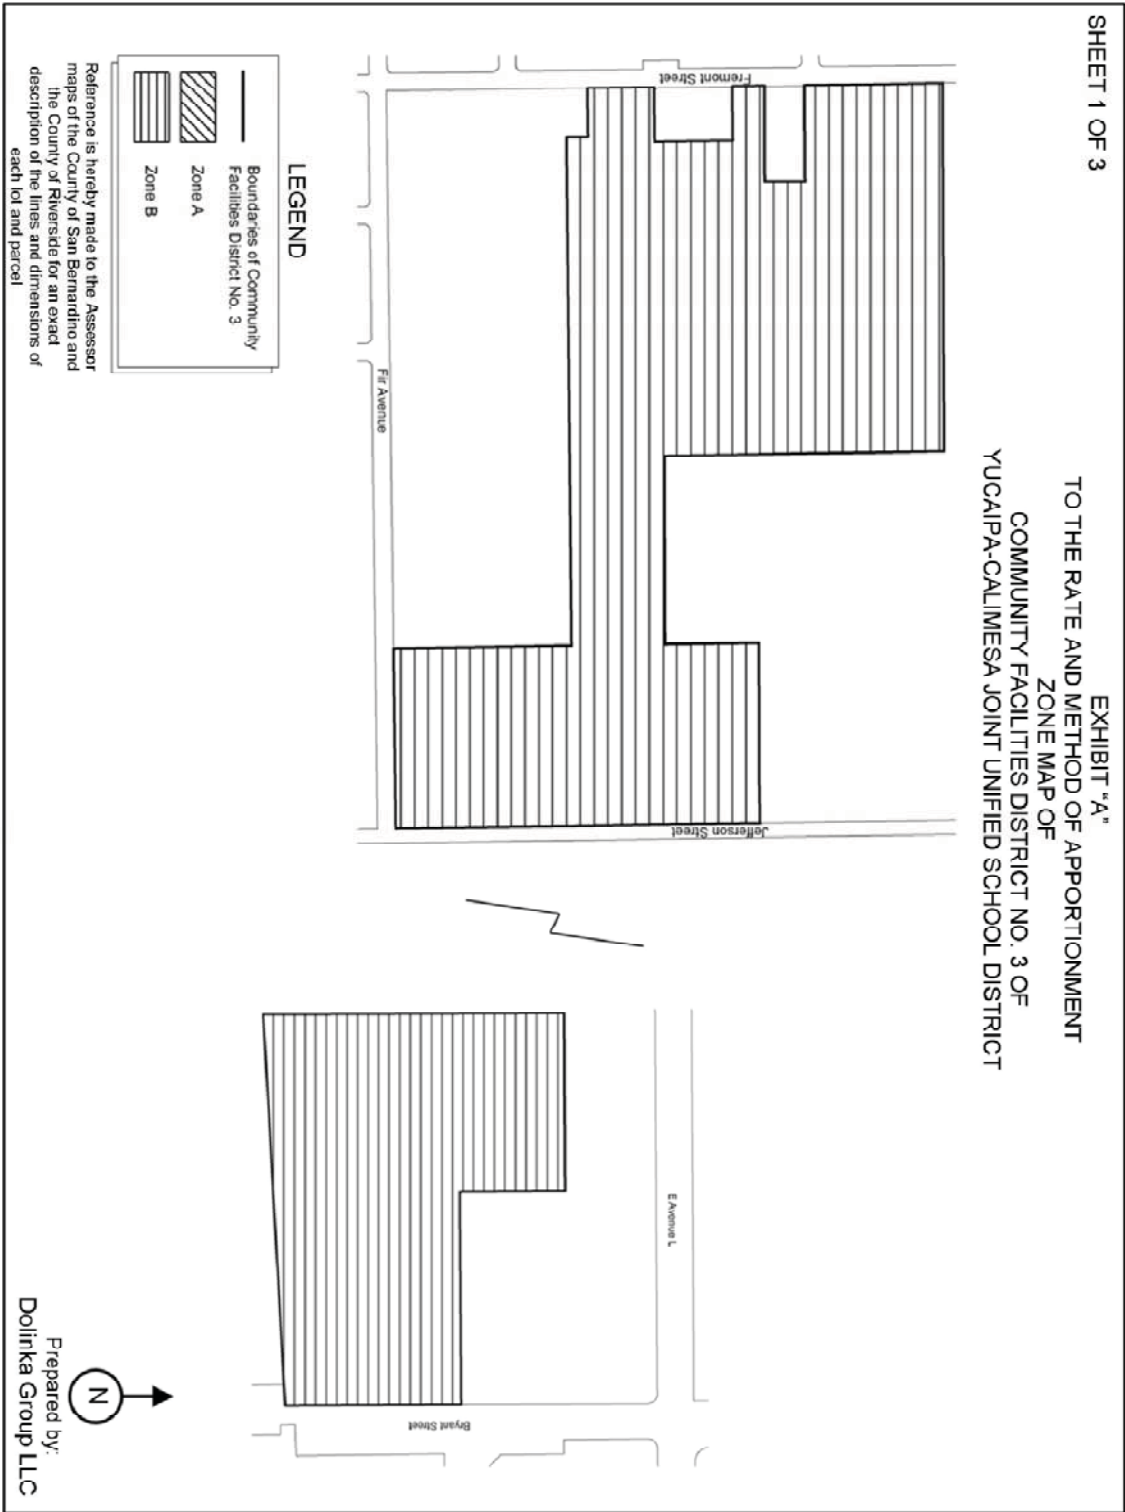 SHEET 1 OF 3
EXHIBIT "A"
TO THE RATE AND METHOD OF APPORTIONMENT
ZONE MAP OF
COMMUNITY FACILITIES DISTRICT NO. 3 OF
YUCAIPA-CALIMESA JOINT UNIFIED SCHOOL DISTRICT
Fremont Street
Jefferson Street
Fir Avenue
E Avenue L
Bryant Street
LEGEND
Boundaries of Community
Facilities District No. 3
Zone A
Zone B
Reference is hereby made to the Assessor
maps of the County of San Bernardino and
the County of Riverside for an exact
description of the lines and dimensions of
each lot and parcel
N
Prepared by:
Dolinka Group LLC